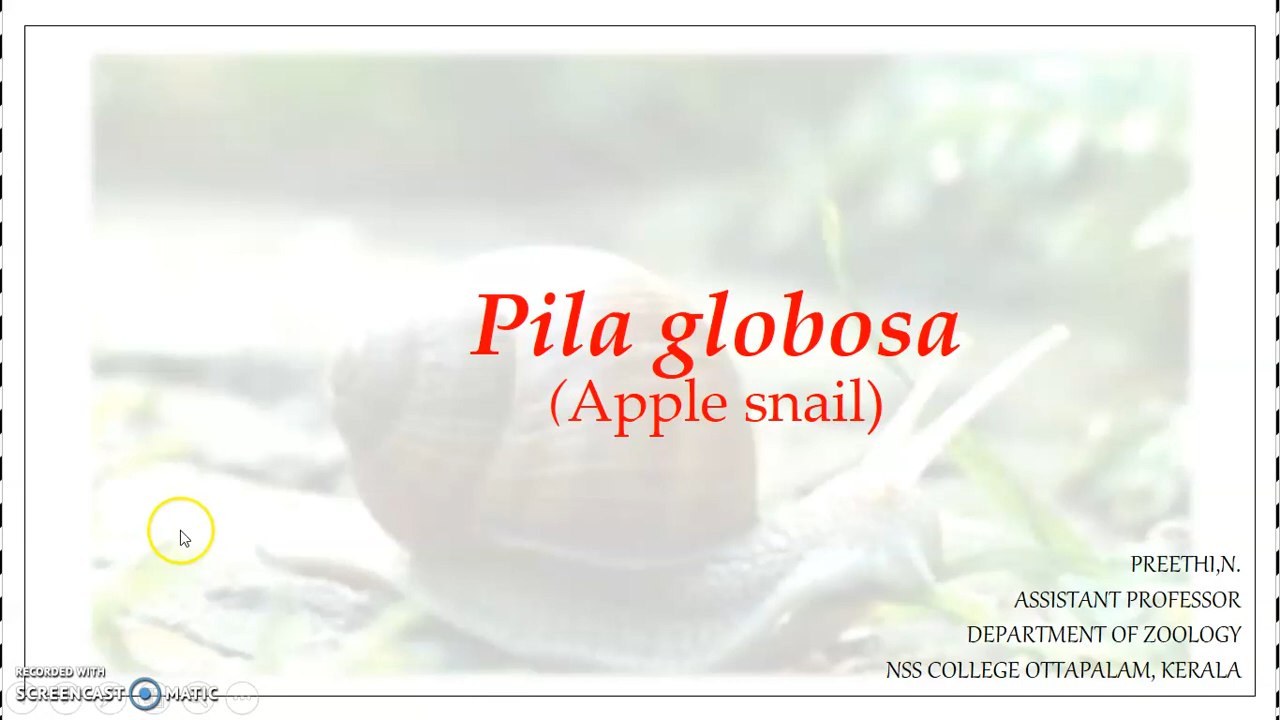 Pila globosa
(Apple snail)
PREETHI,N.
ASSISTANT PROFESSOR
DEPARTMENT OF ZOOLOGY
NSS COLLEGE OTTAPALAM, KERALA
RECORDED WITH
SCREENCAST MATIC